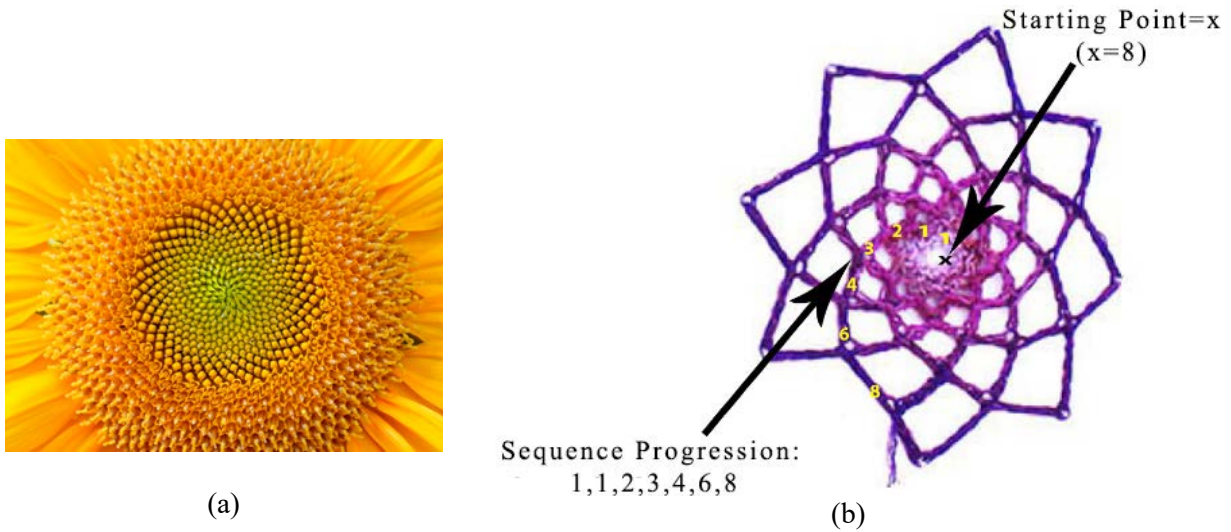 Starting Point=x
(x=8)
2 1 1
3
x
4
6
8
Sequence Progression:
1,1,2,3,4,6,8
(a)
(b)